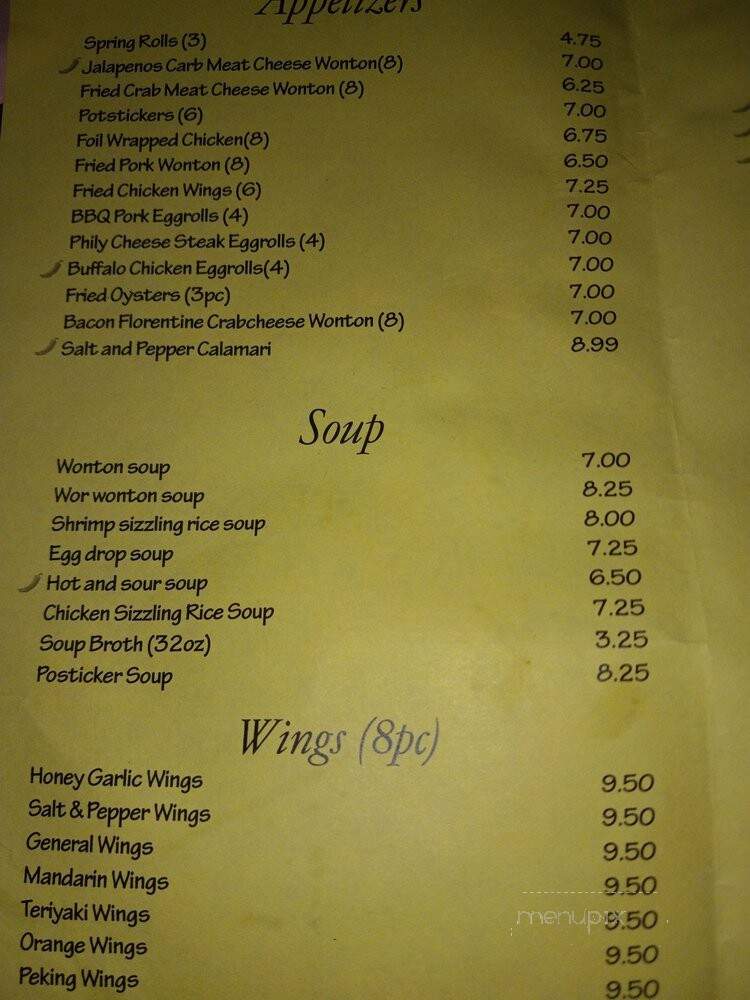 Appetizers
Spring Rolls (3) 4.75
Jalapenos Carb Meat Cheese Wonton(8) 7.00
Fried Crab Meat Cheese Wonton (8) 6.25
Potstickers (6) 7.00
Foil Wrapped Chicken(8) 6.75
Fried Pork Wonton (8) 6.50
Fried Chicken Wings (6) 7.25
BBQ Pork Eggrolls (4) 7.00
Phily Cheese Steak Eggrolls (4) 7.00
Buffalo Chicken Eggrolls(4) 7.00
Fried Oysters (3pc) 7.00
Bacon Florentine Crabcheese Wonton (8) 7.00
Salt and Pepper Calamari 8.99
Soup
Wonton soup 7.00
Wor wonton soup 8.25
Shrimp sizzling rice soup 8.00
Egg drop soup 7.25
Hot and sour soup 6.50
Chicken Sizzling Rice Soup 7.25
Soup Broth (32oz) 3.25
Posticker Soup 8.25
Wings (8pc)
Honey Garlic Wings 9.50
Salt & Pepper Wings 9.50
General Wings 9.50
Mandarin Wings 9.50
Teriyaki Wings 9.50
Orange Wings 9.50
Peking Wings 9.50